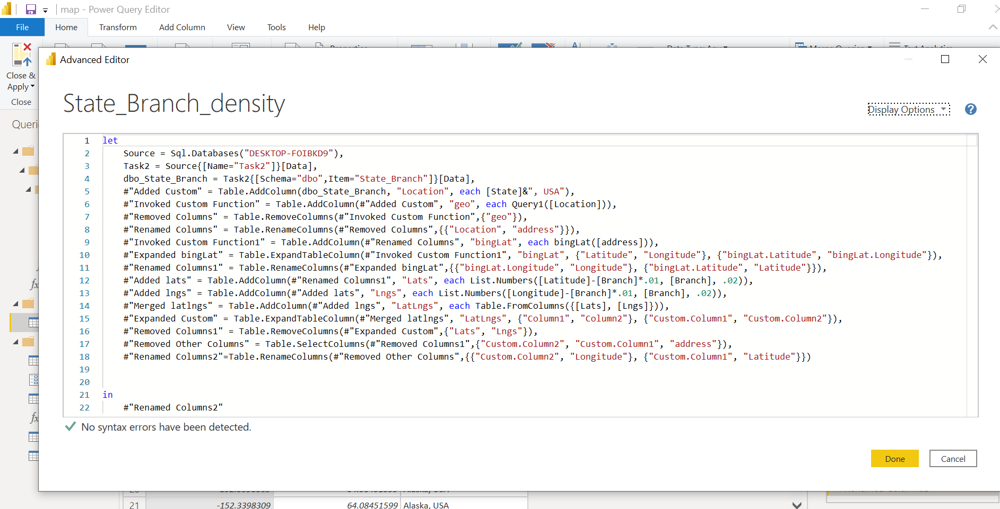 map - Power Query Editor
File Home Transform Add Column View Tools Help
Close &
Apply
Close
Queri
Advanced Editor
State_Branch_density
Display Options
?
1 let
2 Source = Sql.Databases("DESKTOP-FOIBKD9"),
3 Task2 = Source{[Name="Task2"]}[Data],
4 dbo_State_Branch = Task2{[Schema="dbo",Item="State_Branch"]}[Data],
5 #"Added Custom" = Table.AddColumn(dbo_State_Branch, "Location", each [State]&", USA"),
6 #"Invoked Custom Function" = Table.AddColumn(#"Added Custom", "geo", each Query1([Location])),
7 #"Removed Columns" = Table.RemoveColumns(#"Invoked Custom Function",{"geo"}),
8 #"Renamed Columns" = Table.RenameColumns(#"Removed Columns",{{"Location", "address"}}),
9 #"Invoked Custom Function1" = Table.AddColumn(#"Renamed Columns", "bingLat", each bingLat([address])),
10 #"Expanded bingLat" = Table.ExpandTableColumn(#"Invoked Custom Function1", "bingLat", {"Latitude", "Longitude"}, {"bingLat.Latitude", "bingLat.Longitude"}),
11 #"Renamed Columns1" = Table.RenameColumns(#"Expanded bingLat",{{"bingLat.Longitude", "Longitude"}, {"bingLat.Latitude", "Latitude"}}),
12 #"Added lats" = Table.AddColumn(#"Renamed Columns1", "Lats", each List.Numbers([Latitude]-[Branch]*.01, [Branch], .02)),
13 #"Added lngs" = Table.AddColumn(#"Added lats", "Lngs", each List.Numbers([Longitude]-[Branch]*.01, [Branch], .02)),
14 #"Merged latlngs" = Table.AddColumn(#"Added lngs", "LatLngs", each Table.FromColumns({[Lats], [Lngs]})),
15 #"Expanded Custom" = Table.ExpandTableColumn(#"Merged latlngs", "LatLngs", {"Column1", "Column2"}, {"Custom.Column1", "Custom.Column2"}),
16 #"Removed Columns1" = Table.RemoveColumns(#"Expanded Custom",{"Lats", "Lngs"}),
17 #"Removed Other Columns" = Table.SelectColumns(#"Removed Columns1",{"Custom.Column2", "Custom.Column1", "address"}),
18 #"Renamed Columns2"=Table.RenameColumns(#"Removed Other Columns",{{"Custom.Column2", "Longitude"}, {"Custom.Column1", "Latitude"}})
19
20
21 in
22 #"Renamed Columns2"
No syntax errors have been detected.
Done Cancel
21 -152.3398309 64.08451599 Alaska, USA